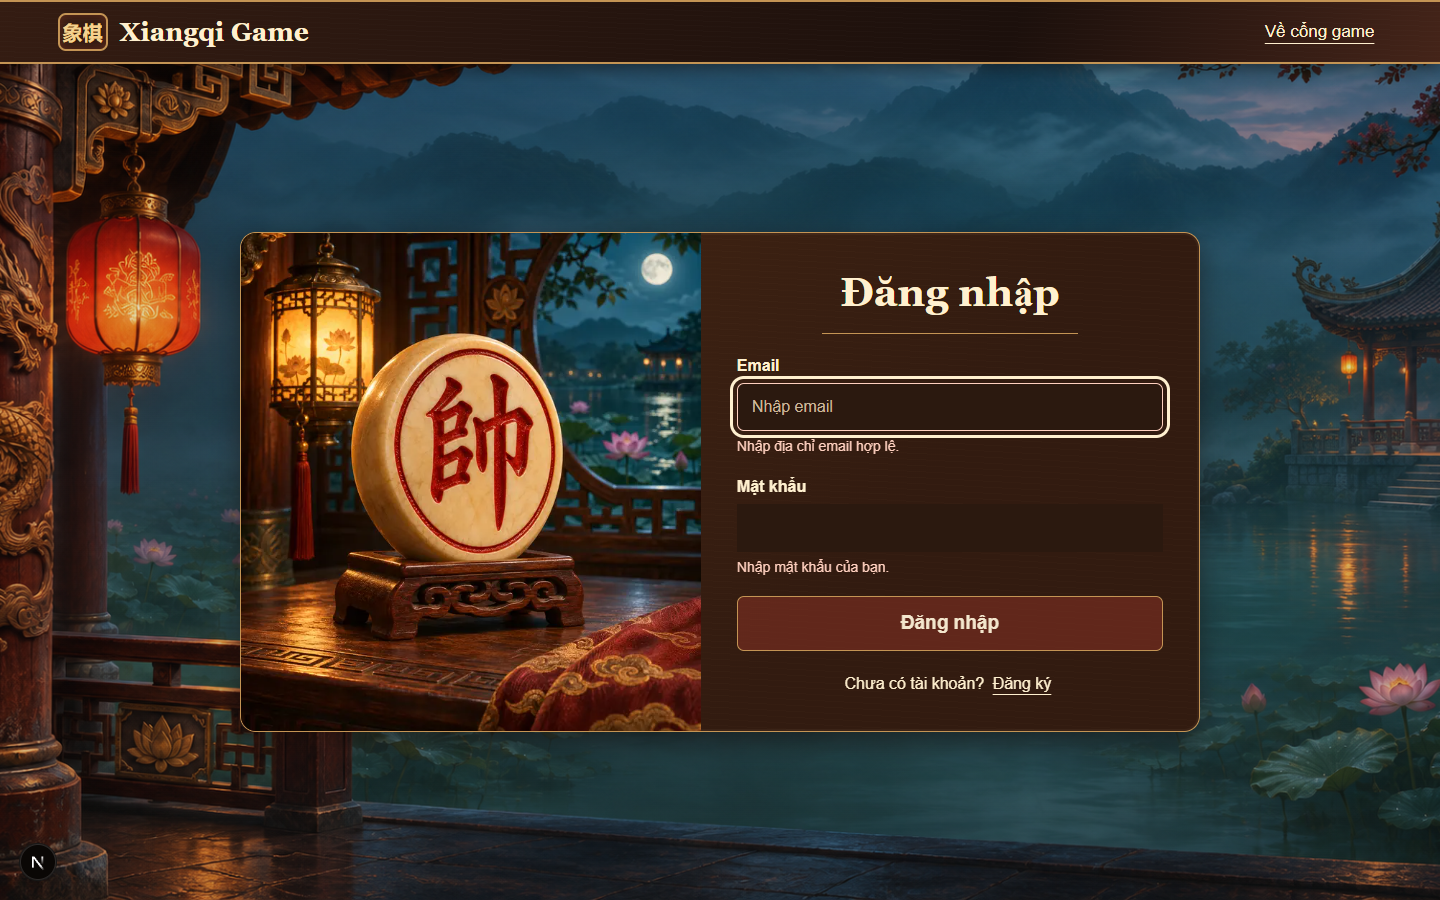 象棋 Xiangqi Game
Về cổng game
帥
Đăng nhập
Email
Nhập email
Nhập địa chỉ email hợp lệ.
Mật khẩu
Nhập mật khẩu của bạn.
Đăng nhập
Chưa có tài khoản? Đăng ký
N